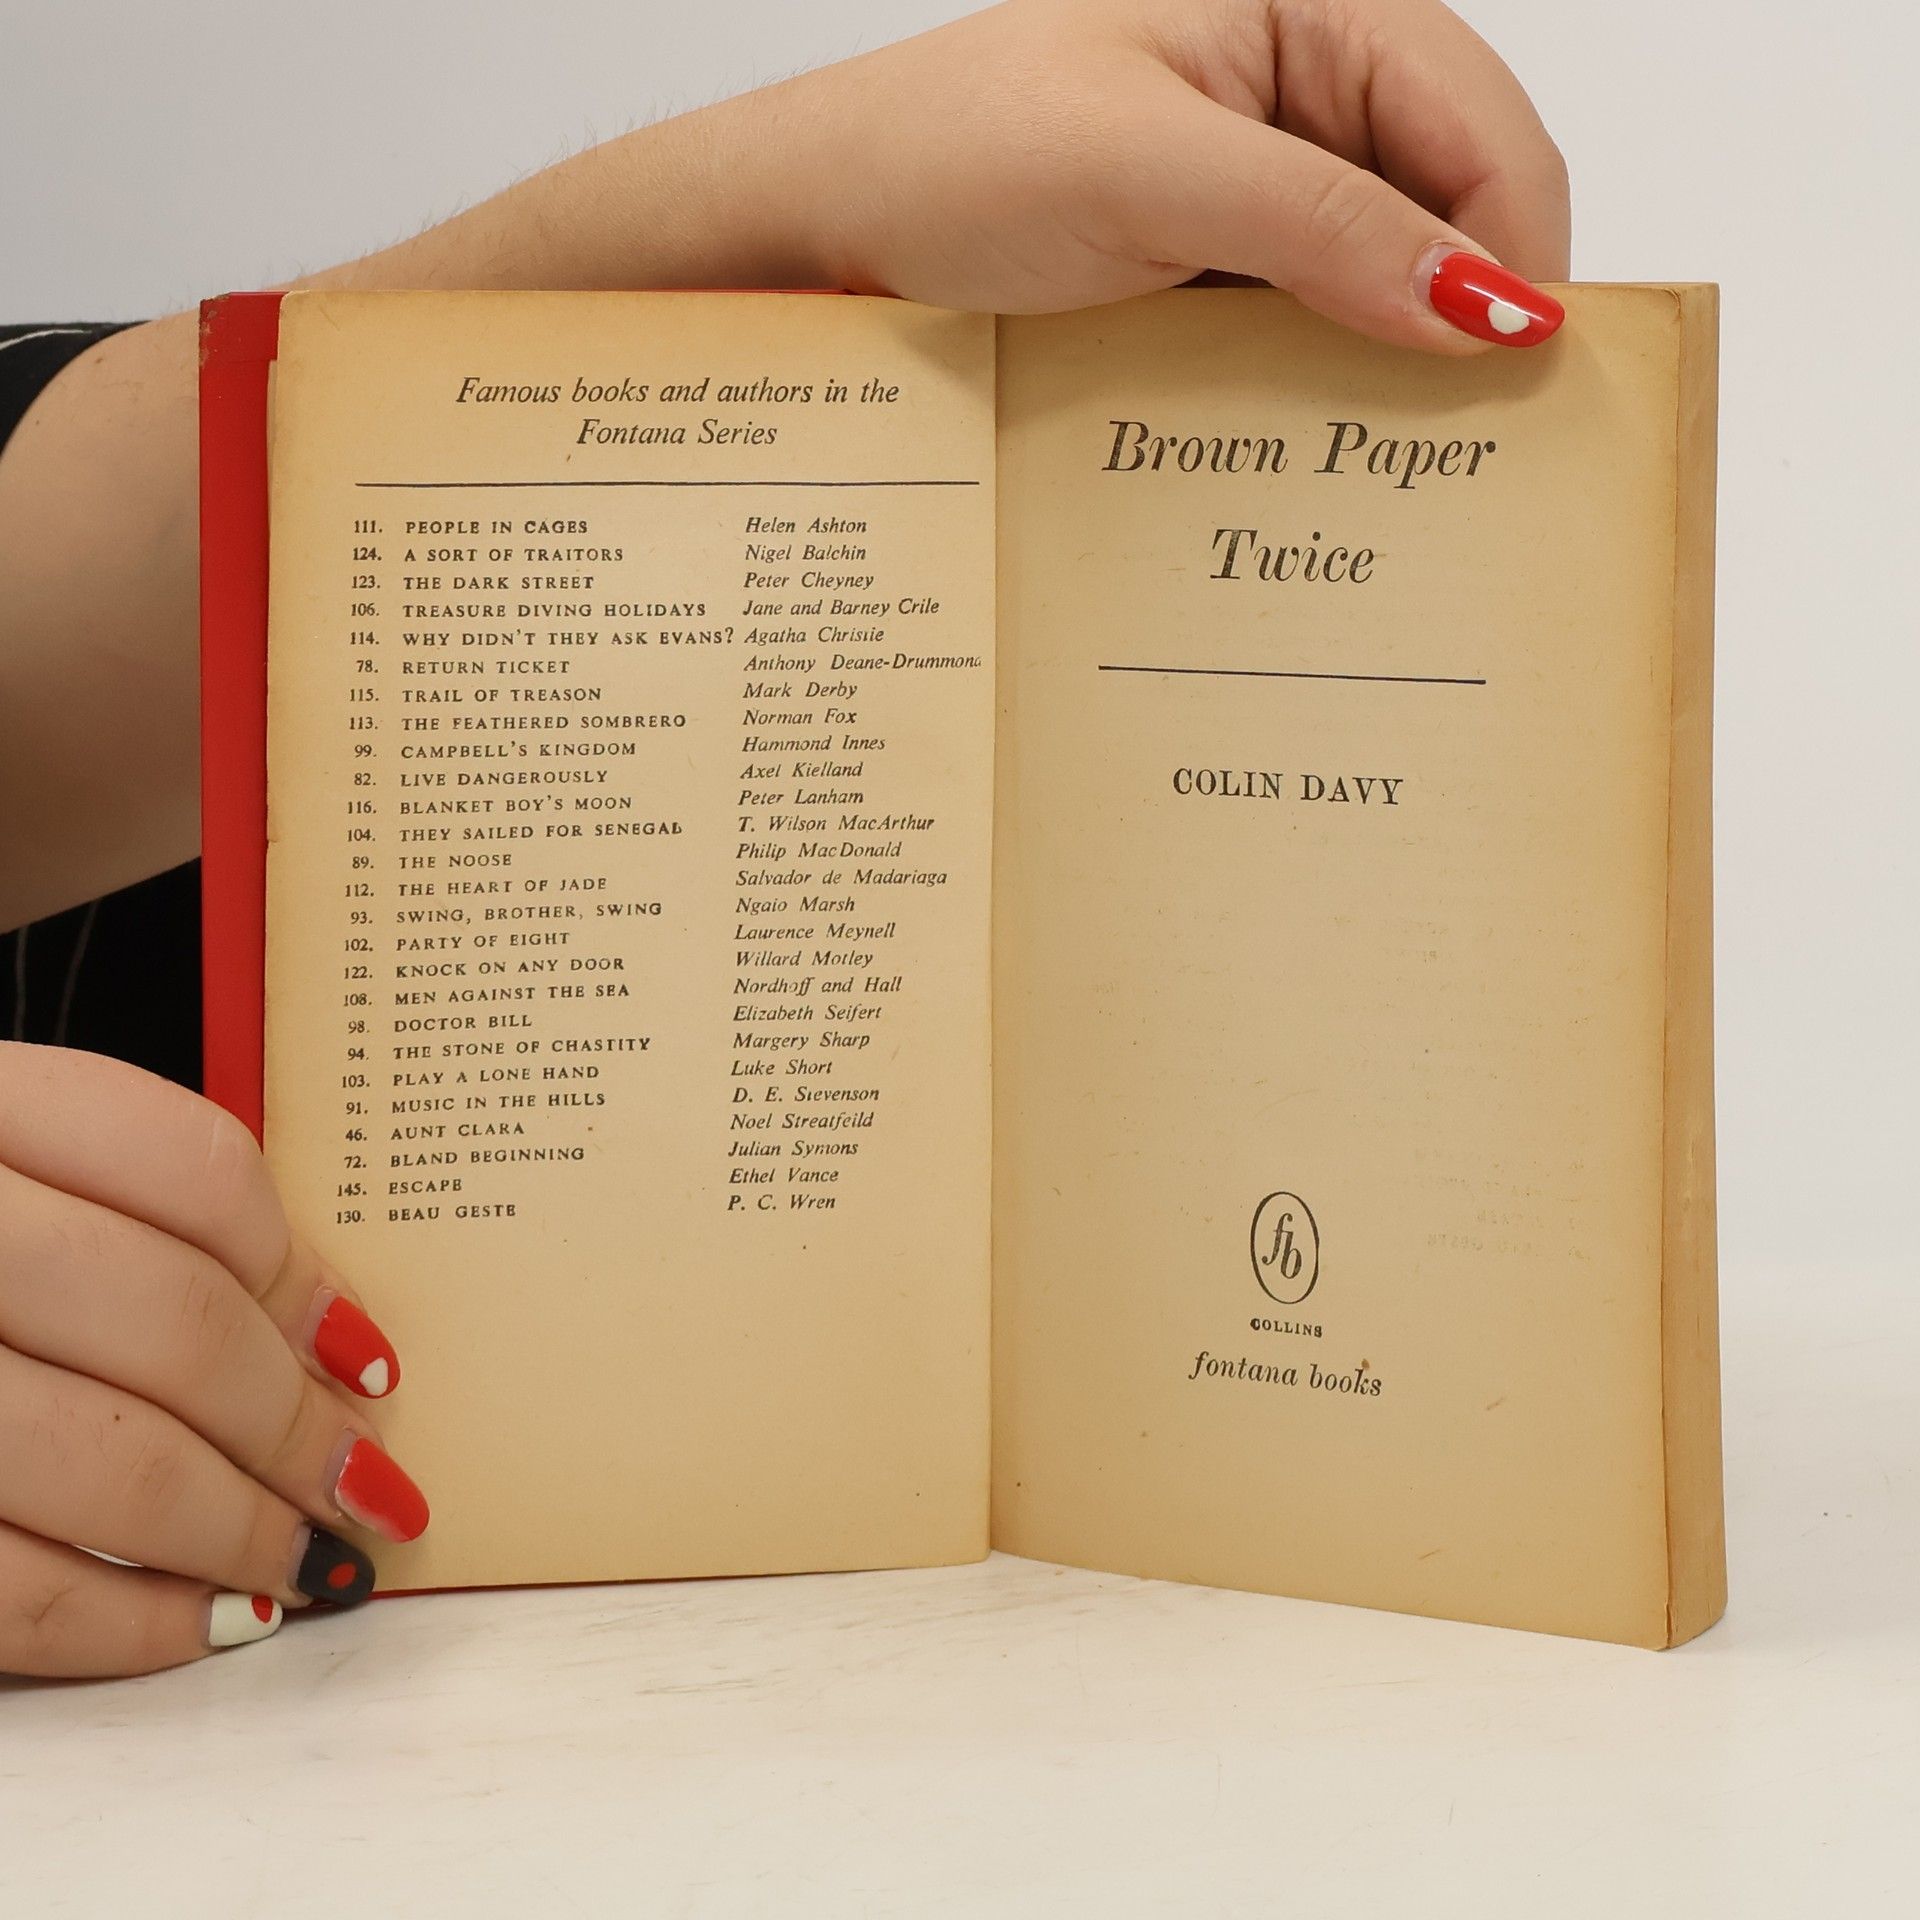 Famous books and authors in the
Fontana Series
111. PEOPLE IN CAGES Helen Ashton
124. A SORT OF TRAITORS Nigel Balchin
123. THE DARK STREET Peter Cheyney
106. TREASURE DIVING HOLIDAYS Jane and Barney Crile
114. WHY DIDN'T THEY ASK EVANS? Agatha Christie
78. RETURN TICKET Anthony Deane-Drummond
115. TRAIL OF TREASON Mark Derby
113. THE FEATHERED SOMBRERO Norman Fox
99. CAMPBELL'S KINGDOM Hammond Innes
82. LIVE DANGEROUSLY Axel Kielland
116. BLANKET BOY'S MOON Peter Lanham
104. THEY SAILED FOR SENEGAL T. Wilson MacArthur
89. THE NOOSE Philip MacDonald
112. THE HEART OF JADE Salvador de Madariaga
93. SWING, BROTHER, SWING Ngaio Marsh
102. PARTY OF EIGHT Laurence Meynell
122. KNOCK ON ANY DOOR Willard Motley
108. MEN AGAINST THE SEA Nordhoff and Hall
98. DOCTOR BILL Elizabeth Seifert
94. THE STONE OF CHASTITY Margery Sharp
103. PLAY A LONE HAND Luke Short
91. MUSIC IN THE HILLS D. E. Stevenson
46. AUNT CLARA Noel Streatfeild
72. BLAND BEGINNING Julian Symons
145. ESCAPE Ethel Vance
130. BEAU GESTE P. C. Wren
Brown Paper
Twice
COLIN DAVY
fb
COLLINS
fontana books